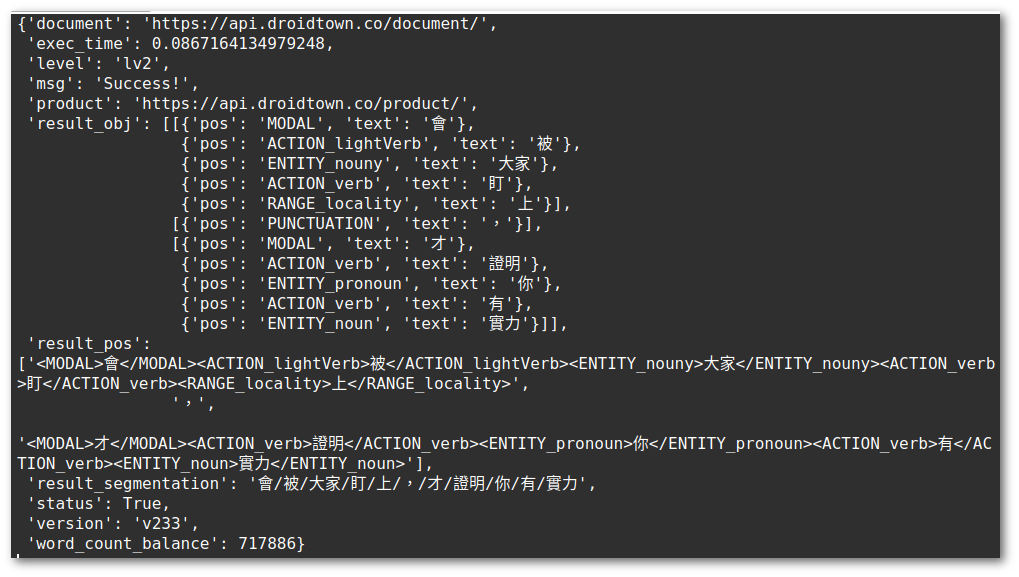 {'document': 'https://api.droidtown.co/document/',
 'exec_time': 0.0867164134979248,
 'level': 'lv2',
 'msg': 'Success!',
 'product': 'https://api.droidtown.co/product/',
 'result_obj': [[{'pos': 'MODAL', 'text': '會'},
                 {'pos': 'ACTION_lightVerb', 'text': '被'},
                 {'pos': 'ENTITY_nouny', 'text': '大家'},
                 {'pos': 'ACTION_verb', 'text': '盯'},
                 {'pos': 'RANGE_locality', 'text': '上'}],
                [{'pos': 'PUNCTUATION', 'text': '，'}],
                [{'pos': 'MODAL', 'text': '才'},
                 {'pos': 'ACTION_verb', 'text': '證明'},
                 {'pos': 'ENTITY_pronoun', 'text': '你'},
                 {'pos': 'ACTION_verb', 'text': '有'},
                 {'pos': 'ENTITY_noun', 'text': '實力'}]],
 'result_pos':
['<MODAL>會</MODAL><ACTION_lightVerb>被</ACTION_lightVerb><ENTITY_nouny>大家</ENTITY_nouny><ACTION_verb
>盯</ACTION_verb><RANGE_locality>上</RANGE_locality>',
                '，',
'<MODAL>才</MODAL><ACTION_verb>證明</ACTION_verb><ENTITY_pronoun>你</ENTITY_pronoun><ACTION_verb>有</AC
TION_verb><ENTITY_noun>實力</ENTITY_noun>'],
 'result_segmentation': '會/被/大家/盯/上/，/才/證明/你/有/實力',
 'status': True,
 'version': 'v233',
 'word_count_balance': 717886}